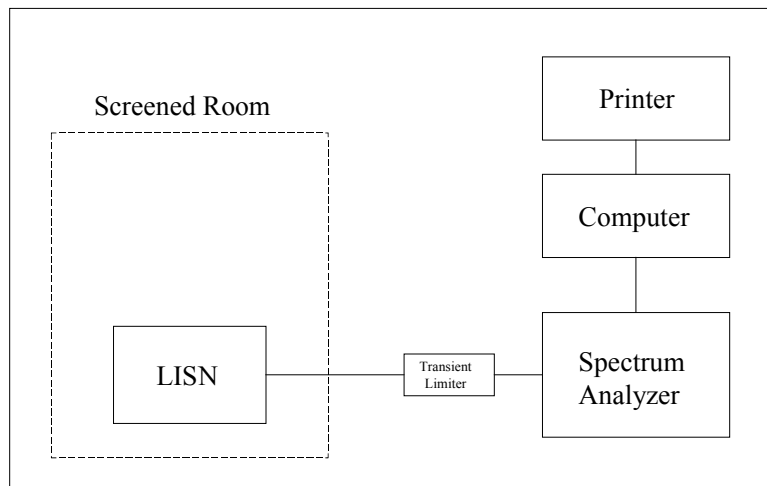 Screened Room
Printer
Computer
LISN
Transient
Limiter
Spectrum
Analyzer